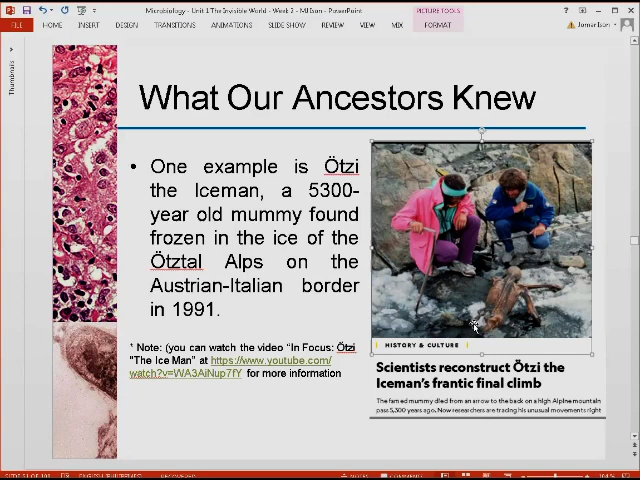 Microbiology - Unit 1 The Invisible World - Week 2 - MJ Ison - PowerPoint
PICTURE TOOLS
FILE HOME INSERT DESIGN TRANSITIONS ANIMATIONS SLIDE SHOW REVIEW VIEW MIX FORMAT
Thumbnails
What Our Ancestors Knew
• One example is Ötzi
the Iceman, a 5300-
year old mummy found
frozen in the ice of the
Ötztal Alps on the
Austrian-Italian border
in 1991.
* Note: (you can watch the video "In Focus: Ötzi
"The Ice Man" at https://www.youtube.com/
watch?v=WA3AiNup7fY for more information
HISTORY & CULTURE
Scientists reconstruct Ötzi the
Iceman's frantic final climb
The famed mummy died from an arrow to the back on a high Alpine mountain
pass 5,300 years ago. Now researchers are tracing his unusual movements right
RECOVERED NOTES COMMENTS